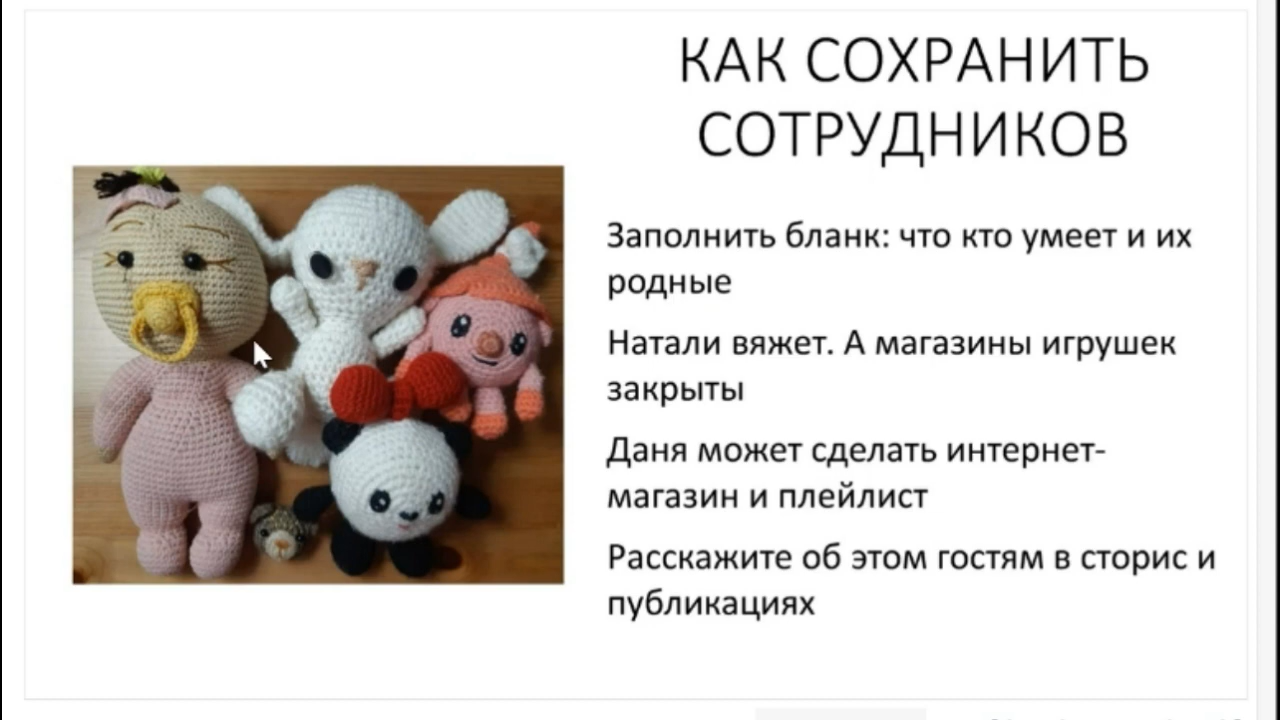 КАК СОХРАНИТЬ
СОТРУДНИКОВ
Заполнить бланк: что кто умеет и их
родные
Натали вяжет. А магазины игрушек
закрыты
Даня может сделать интернет-
магазин и плейлист
Расскажите об этом гостям в сторис и
публикациях